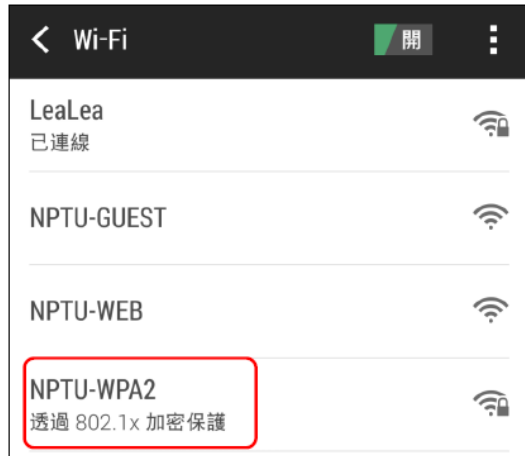 Wi-Fi
開
LeaLea
已連線
NPTU-GUEST
NPTU-WEB
NPTU-WPA2
透過 802.1x 加密保護